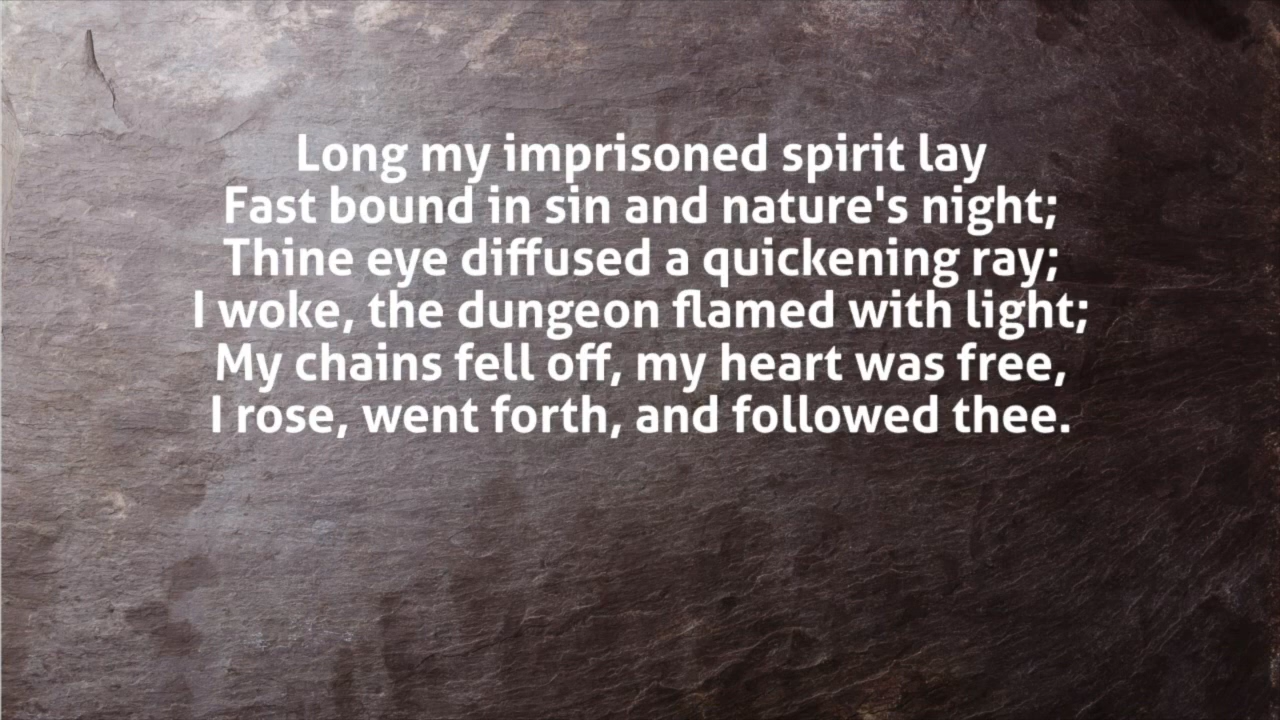 Long my imprisoned spirit lay
Fast bound in sin and nature's night;
Thine eye diffused a quickening ray;
I woke, the dungeon flamed with light;
My chains fell off, my heart was free,
I rose, went forth, and followed thee.